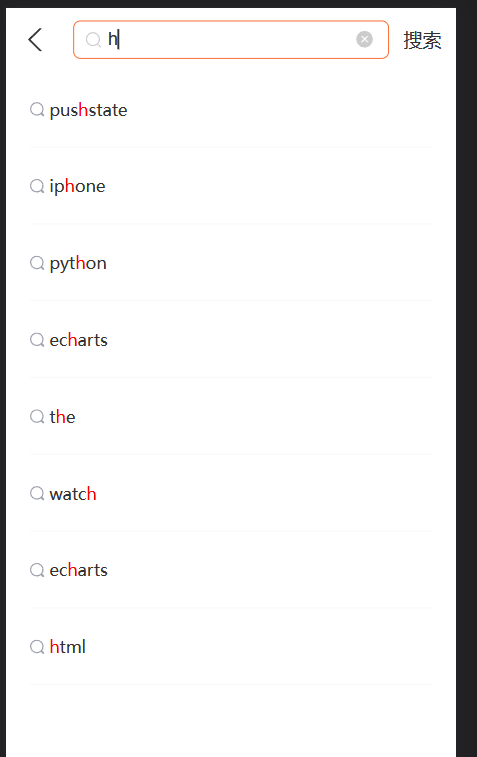 h 搜索
pushstate
iphone
python
echarts
the
watch
echarts
html